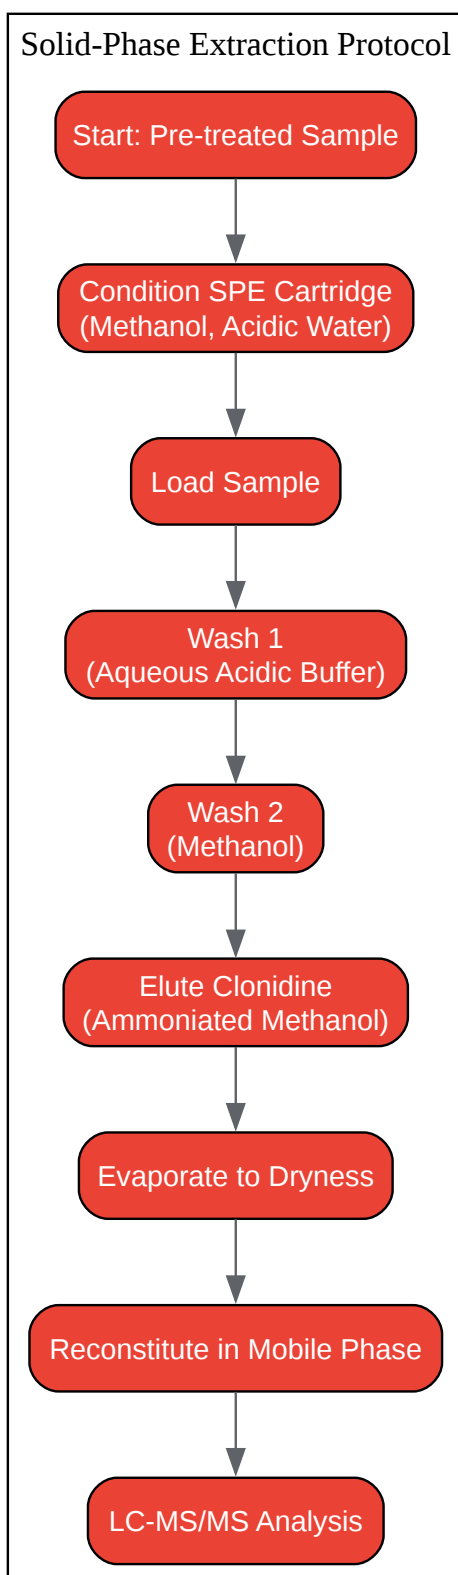 Solid-Phase Extraction Protocol
Start: Pre-treated Sample
Condition SPE Cartridge
(Methanol, Acidic Water)
Load Sample
Wash 1
(Aqueous Acidic Buffer)
Wash 2
(Methanol)
Elute Clonidine
(Ammoniated Methanol)
Evaporate to Dryness
Reconstitute in Mobile Phase
LC-MS/MS Analysis